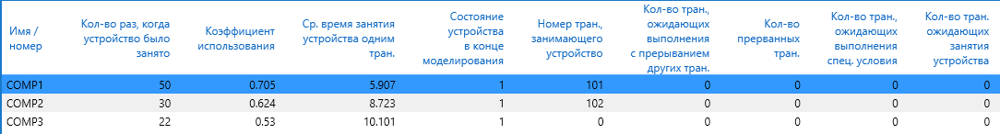 Имя / номер Кол-во раз, когда устройство было занято Коэффициент использования Ср. время занятия устройства одним тран. Состояние устройства в конце моделирования Номер тран., занимающего устройство Кол-во тран., ожидающих выполнения с прерыванием других тран. Кол-во прерванных тран. Кол-во тран., ожидающих выполнения спец. условия Кол-во тран. ожидающих занятия устройства
COMP1 50 0.705 5.907 1 101 0 0 0 0
COMP2 30 0.624 8.723 1 102 0 0 0 0
COMP3 22 0.53 10.101 1 0 0 0 0 0